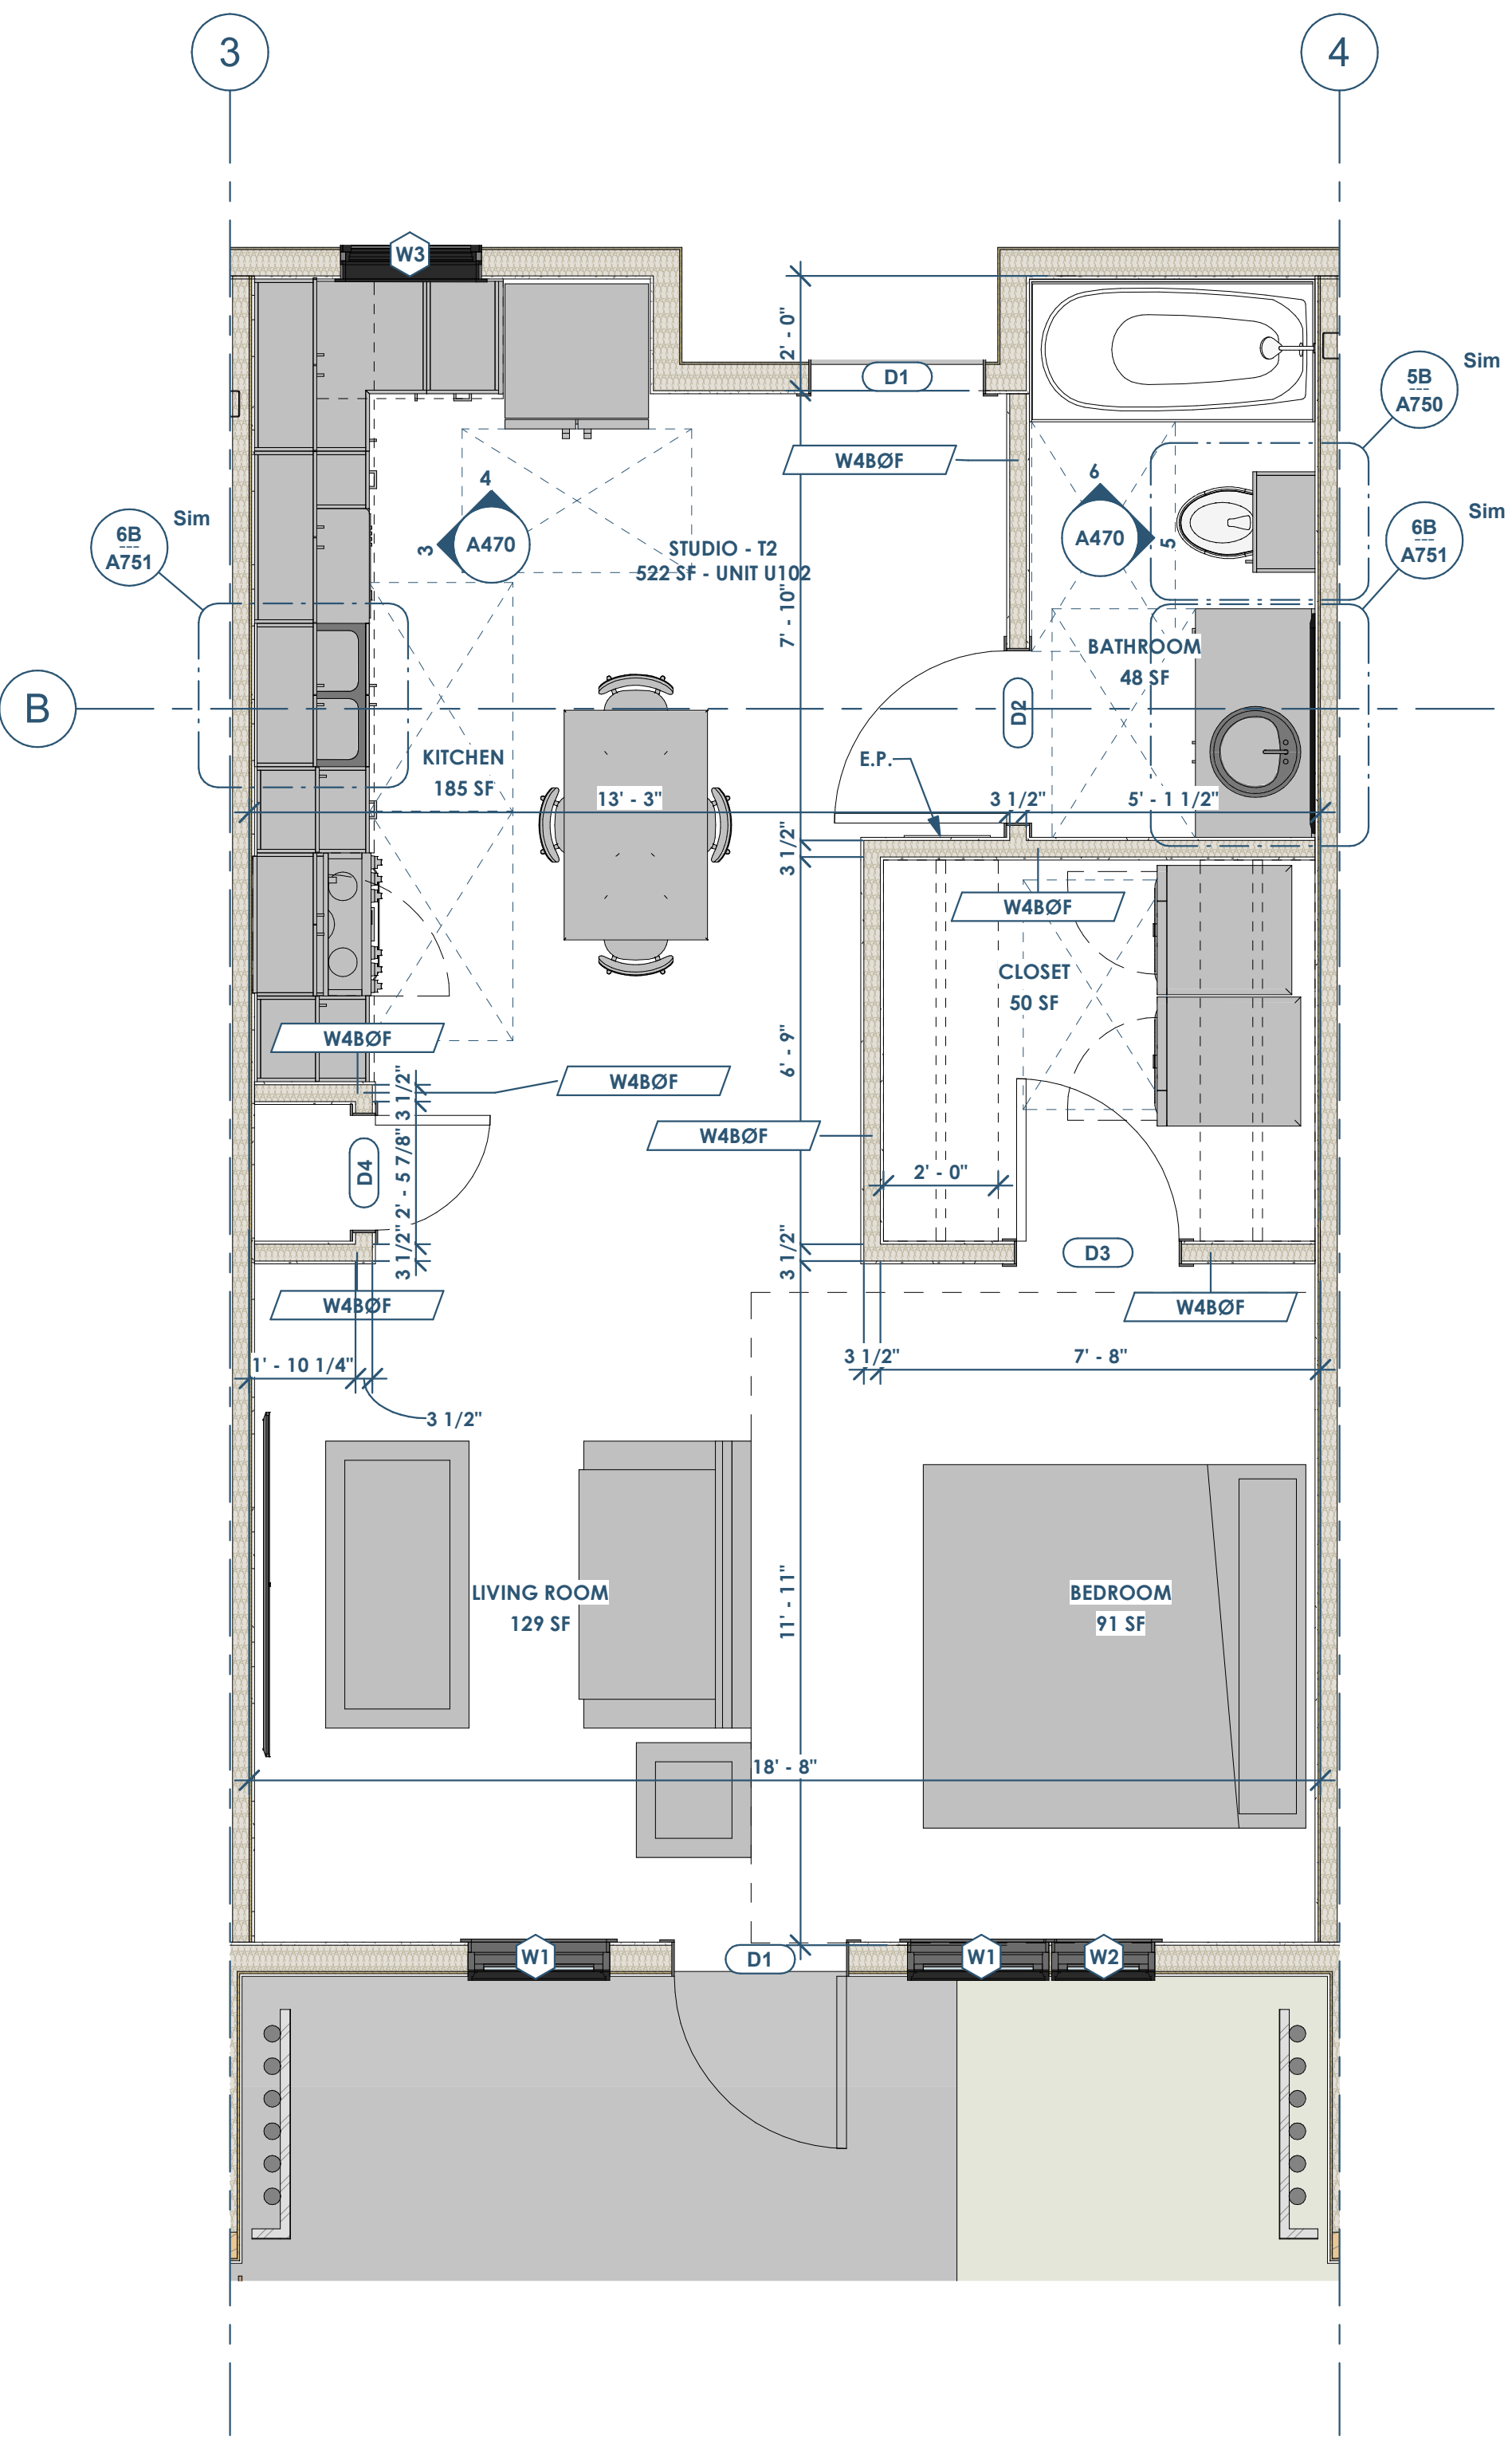 3
4
W3
2' - 0"
D1
Sim
5B
A750
W4BØF
4
3
A470
6
5
A470
Sim
6B
A751
Sim
6B
A751
STUDIO - T2
522 SF - UNIT U102
7' - 10"
BATHROOM
48 SF
B
D2
KITCHEN
185 SF
E.P.
13' - 3"
3 1/2"
5' - 1 1/2"
3 1/2"
W4BØF
CLOSET
50 SF
W4BØF
6' - 9"
W4BØF
3 1/2"
W4BØF
D4
2' - 5 7/8"
2' - 0"
3 1/2"
3 1/2"
D3
W4BØF
W4BØF
1' - 10 1/4"
3 1/2"
7' - 8"
3 1/2"
LIVING ROOM
129 SF
11' - 11"
BEDROOM
91 SF
18' - 8"
W1
D1
W1
W2